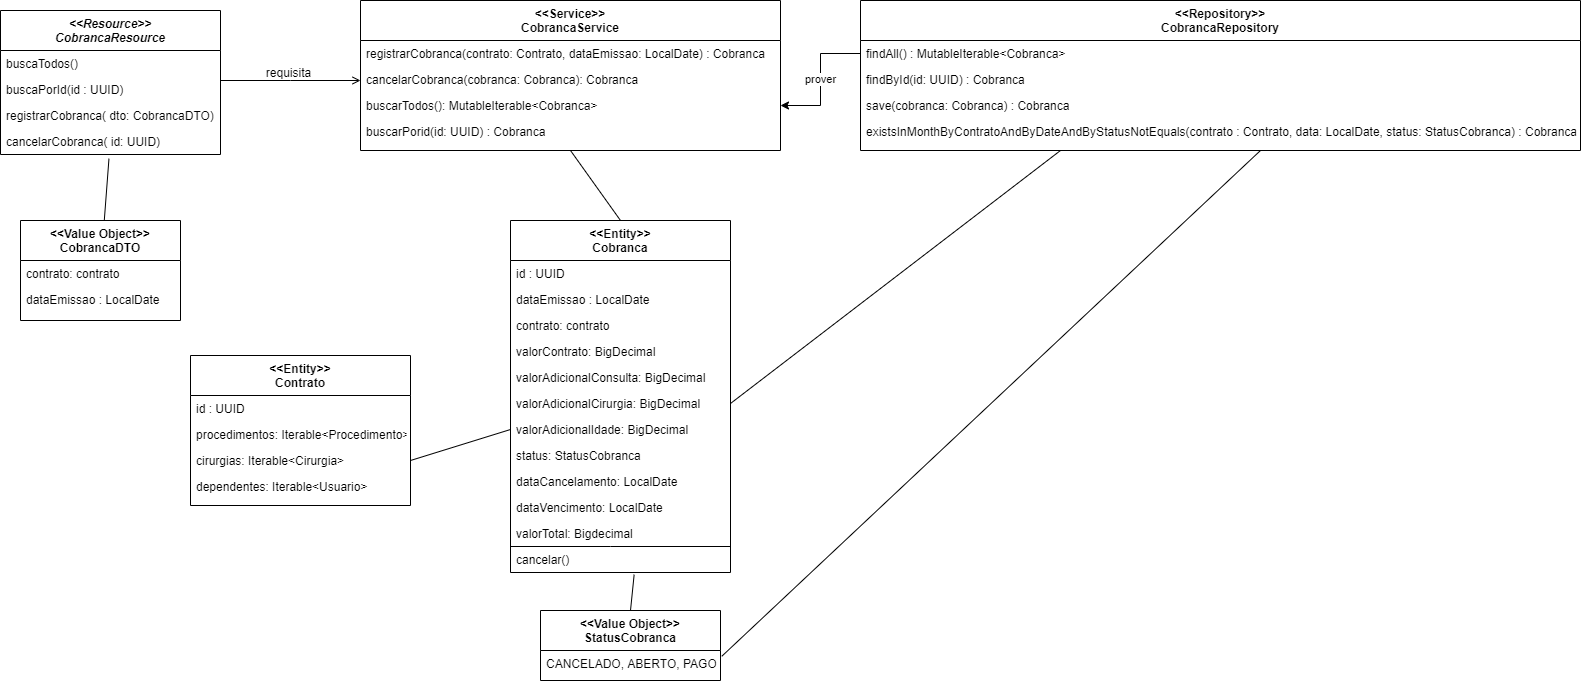 <<Resource>>
CobrancaResource
buscaTodos()
buscaPorId(id : UUID)
registrarCobranca( dto: CobrancaDTO)
cancelarCobranca( id: UUID)
requisita
<<Service>>
CobrancaService
registrarCobranca(contrato: Contrato, dataEmissao: LocalDate) : Cobranca
cancelarCobranca(cobranca: Cobranca): Cobranca
buscarTodos(): MutableIterable<Cobranca>
buscarPorid(id: UUID) : Cobranca
prover
<<Repository>>
CobrancaRepository
findAll() : MutableIterable<Cobranca>
findById(id: UUID) : Cobranca
save(cobranca: Cobranca) : Cobranca
existsInMonthByContratoAndByDateAndByStatusNotEquals(contrato : Contrato, data: LocalDate, status: StatusCobranca) : Cobranca
<<Value Object>>
CobrancaDTO
contrato: contrato
dataEmissao : LocalDate
<<Entity>>
Contrato
id : UUID
procedimentos: Iterable<Procedimento>
cirurgias: Iterable<Cirurgia>
dependentes: Iterable<Usuario>
<<Entity>>
Cobranca
id : UUID
dataEmissao : LocalDate
contrato: contrato
valorContrato: BigDecimal
valorAdicionalConsulta: BigDecimal
valorAdicionalCirurgia: BigDecimal
valorAdicionalIdade: BigDecimal
status: StatusCobranca
dataCancelamento: LocalDate
dataVencimento: LocalDate
valorTotal: Bigdecimal
cancelar()
<<Value Object>>
StatusCobranca
CANCELADO, ABERTO, PAGO